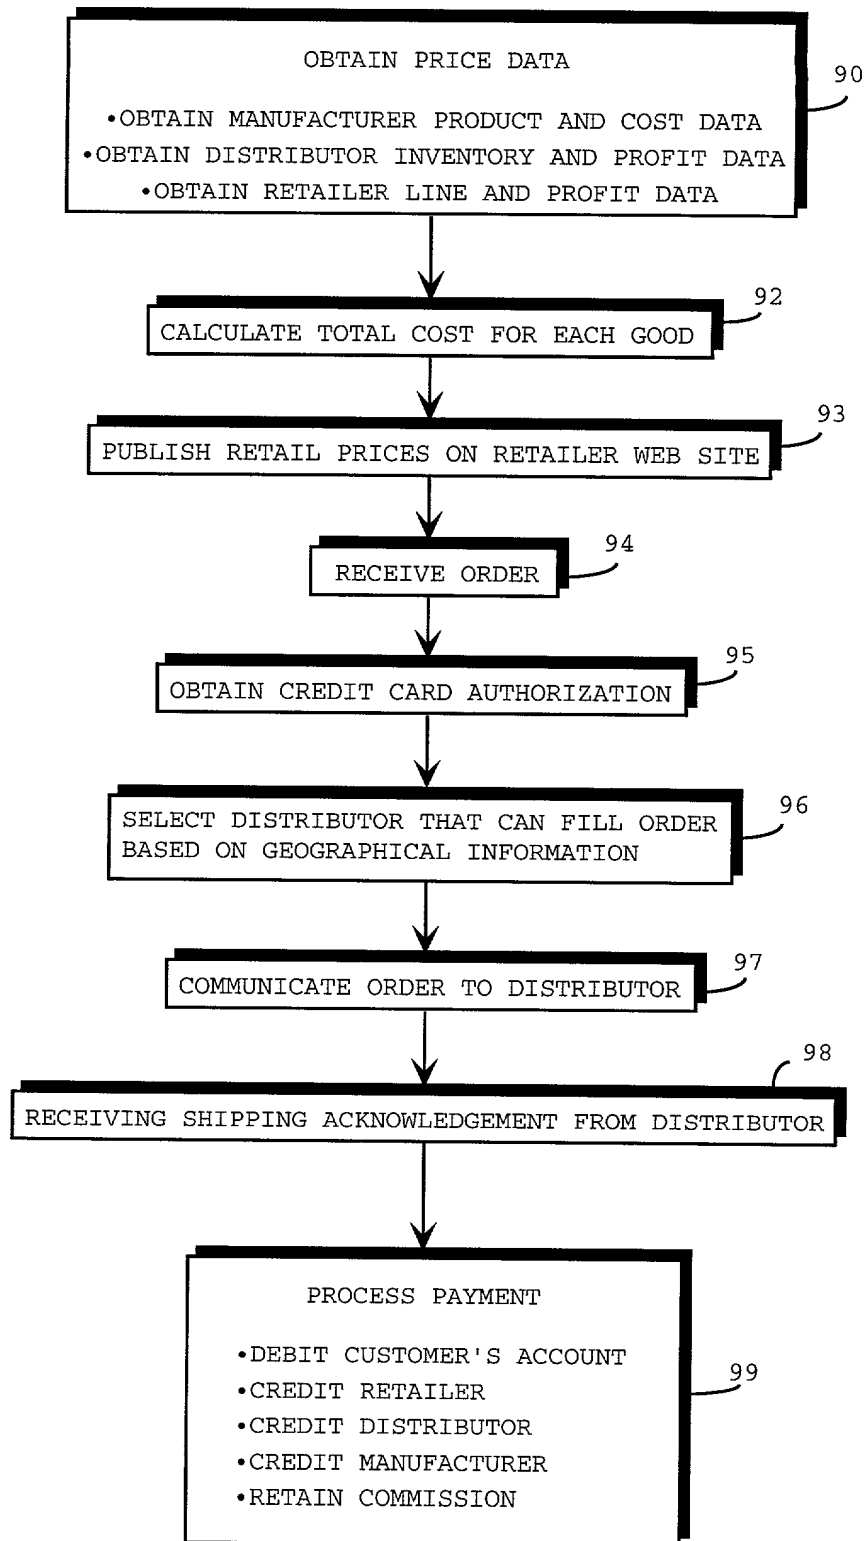 OBTAIN PRICE DATA
•OBTAIN MANUFACTURER PRODUCT AND COST DATA
•OBTAIN DISTRIBUTOR INVENTORY AND PROFIT DATA
•OBTAIN RETAILER LINE AND PROFIT DATA
90
CALCULATE TOTAL COST FOR EACH GOOD
92
PUBLISH RETAIL PRICES ON RETAILER WEB SITE
93
RECEIVE ORDER
94
OBTAIN CREDIT CARD AUTHORIZATION
95
SELECT DISTRIBUTOR THAT CAN FILL ORDER
BASED ON GEOGRAPHICAL INFORMATION
96
COMMUNICATE ORDER TO DISTRIBUTOR
97
RECEIVING SHIPPING ACKNOWLEDGEMENT FROM DISTRIBUTOR
98
PROCESS PAYMENT
•DEBIT CUSTOMER'S ACCOUNT
•CREDIT RETAILER
•CREDIT DISTRIBUTOR
•CREDIT MANUFACTURER
•RETAIN COMMISSION
99